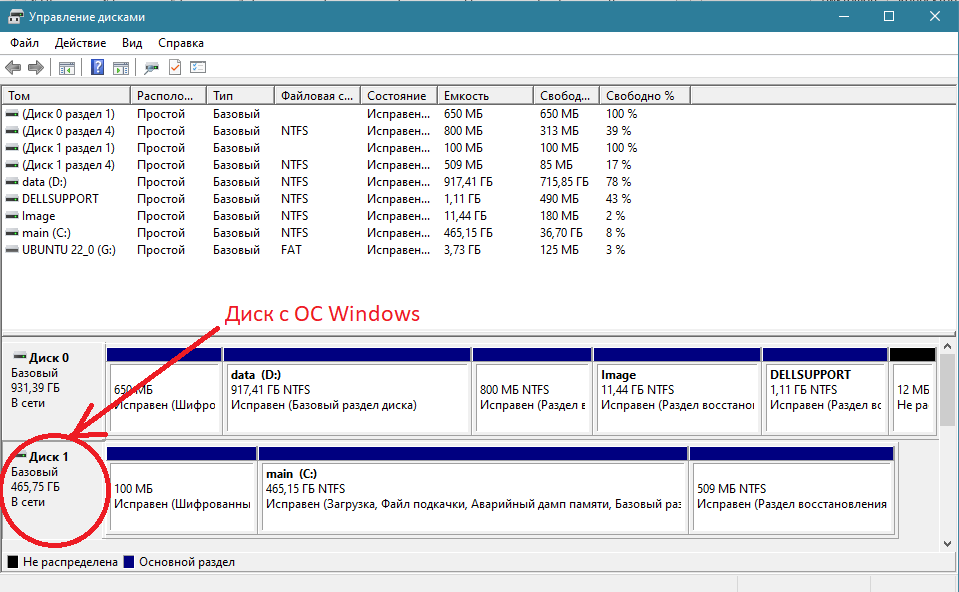 Управление дисками
Файл Действие Вид Справка
Том Располо... Тип Файловая с... Состояние Емкость Свобод... Свободно %
(Диск 0 раздел 1) Простой Базовый Исправен... 650 МБ 650 МБ 100 %
(Диск 0 раздел 4) Простой Базовый NTFS Исправен... 800 МБ 313 МБ 39 %
(Диск 1 раздел 1) Простой Базовый Исправен... 100 МБ 100 МБ 100 %
(Диск 1 раздел 4) Простой Базовый NTFS Исправен... 509 МБ 85 МБ 17 %
data (D:) Простой Базовый NTFS Исправен... 917,41 ГБ 715,85 ГБ 78 %
DELLSUPPORT Простой Базовый NTFS Исправен... 1,11 ГБ 490 МБ 43 %
Image Простой Базовый NTFS Исправен... 11,44 ГБ 180 МБ 2 %
main (C:) Простой Базовый NTFS Исправен... 465,15 ГБ 36,70 ГБ 8 %
UBUNTU 22_0 (G:) Простой Базовый FAT Исправен... 3,73 ГБ 125 МБ 3 %
Диск с ОС Windows
Диск 0
Базовый
931,39 ГБ
В сети
650 МБ
Исправен (Шифро
data (D:)
917,41 ГБ NTFS
Исправен (Базовый раздел диска)
800 МБ NTFS
Исправен (Раздел в
Image
11,44 ГБ NTFS
Исправен (Раздел восстанов
DELLSUPPORT
1,11 ГБ NTFS
Исправен (Раздел вс
12 МБ
Не ра
Диск 1
Базовый
465,75 ГБ
В сети
100 МБ
Исправен (Шифрованны
main (C:)
465,15 ГБ NTFS
Исправен (Загрузка, Файл подкачки, Аварийный дамп памяти, Базовый раз
509 МБ NTFS
Исправен (Раздел восстановления
Не распределена Основной раздел